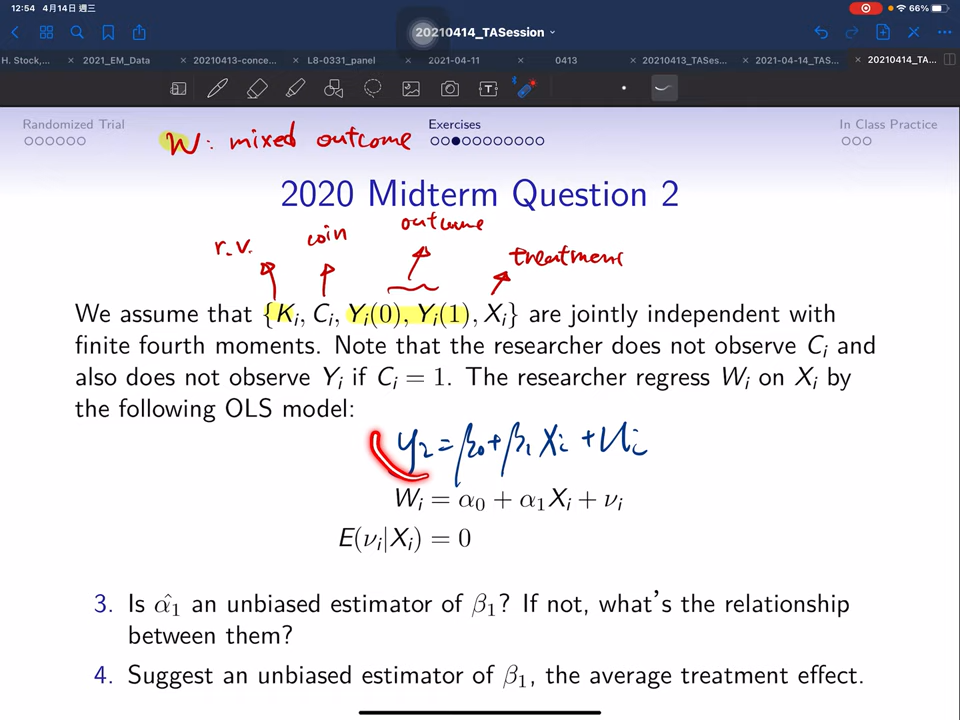 12:54 4月14日 週三 66%
20210414_TASession
H. Stock,... × 2021_EM_Data × 20210413-conce... × L8-0331_panel × 2021-04-11 × 0413 × 20210413_TASes... × 2021-04-14_TAS... × 20210414_TA...
Randomized Trial Exercises In Class Practice
W: mixed outcome
2020 Midterm Question 2
r.v. coin outcome treatment
We assume that {Kᵢ, Cᵢ, Yᵢ(0), Yᵢ(1), Xᵢ} are jointly independent with
finite fourth moments. Note that the researcher does not observe Cᵢ and
also does not observe Yᵢ if Cᵢ = 1. The researcher regress Wᵢ on Xᵢ by
the following OLS model:
y₂ = β₀ + β₁ Xᵢ + Uᵢ
Wᵢ = α₀ + α₁Xᵢ + νᵢ
E(νᵢ|Xᵢ) = 0
3. Is α̂₁ an unbiased estimator of β₁? If not, what's the relationship
between them?
4. Suggest an unbiased estimator of β₁, the average treatment effect.